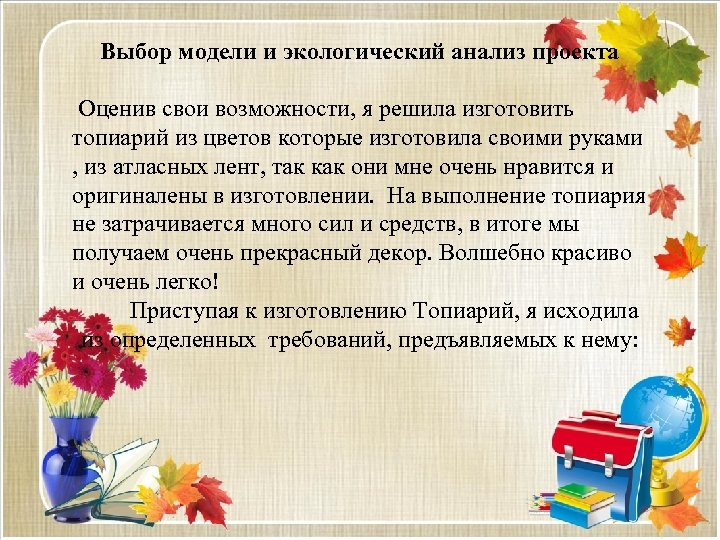 Выбор модели и экологический анализ проекта
Оценив свои возможности, я решила изготовить
топиарий из цветов которые изготовила своими руками
, из атласных лент, так как они мне очень нравится и
оригиналены в изготовлении. На выполнение топиария
не затрачивается много сил и средств, в итоге мы
получаем очень прекрасный декор. Волшебно красиво
и очень легко!
Приступая к изготовлению Топиарий, я исходила
из определенных требований, предъявляемых к нему: